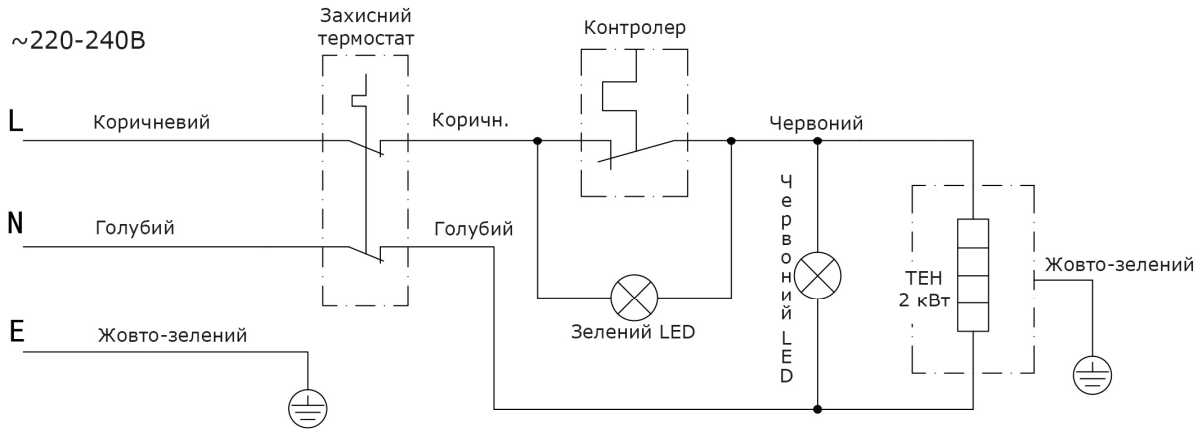 ~220-240В
Захисний
термостат
Контролер
L
Коричневий
Коричн.
Червоний
N
Голубий
Голубий
Червоний LED
ТЕН
2 кВт
Жовто-зелений
E
Жовто-зелений
Зелений LED